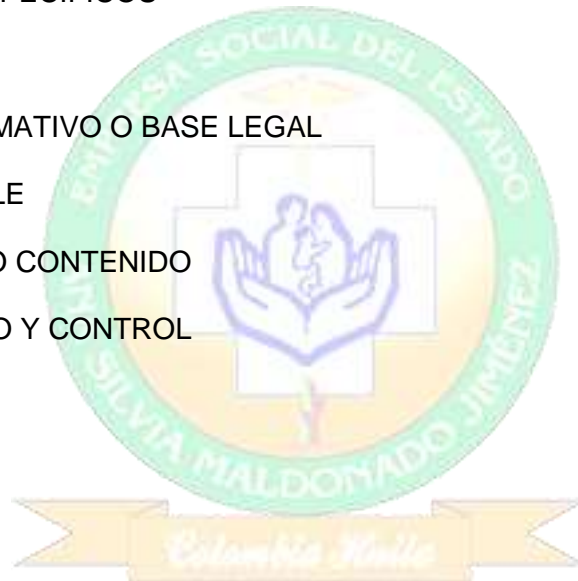 MATIVO O BASE LEGAL
LE
O CONTENIDO
O Y CONTROL
EMPRESA SOCIAL DEL ESTADO
SILVIA MALDONADO JIMÉNEZ
Colombia Huila